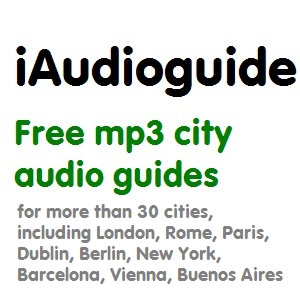 iAudioguide
Free mp3 city
audio guides
for more than 30 cities,
including London, Rome, Paris,
Dublin, Berlin, New York,
Barcelona, Vienna, Buenos Aires